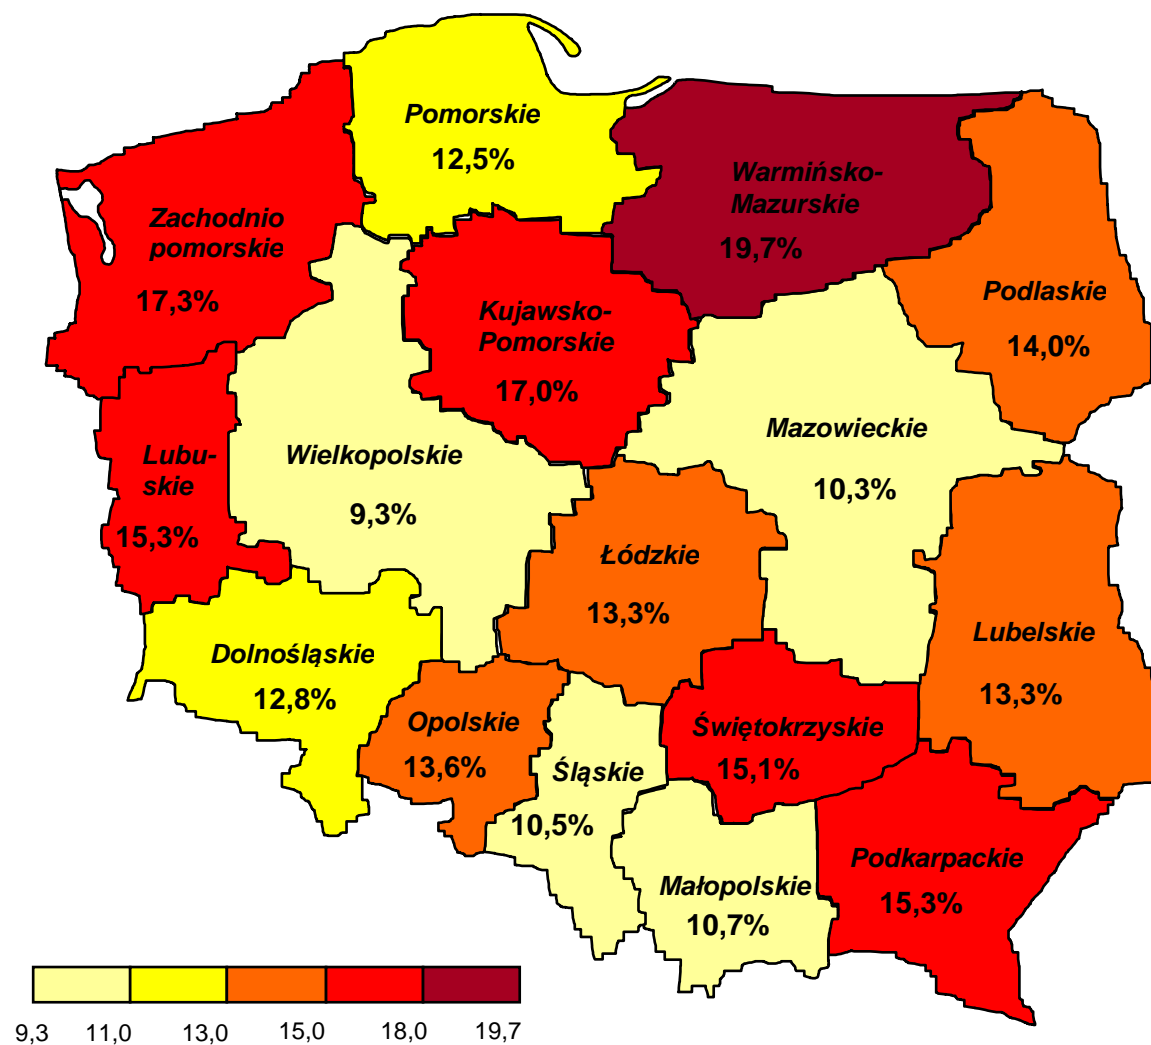 Pomorskie
12,5%
Warmińsko-
Mazurskie
19,7%
Zachodnio
pomorskie
17,3%
Podlaskie
14,0%
Kujawsko-
Pomorskie
17,0%
Mazowieckie
10,3%
Lubu-
skie
15,3%
Wielkopolskie
9,3%
Łódzkie
13,3%
Lubelskie
13,3%
Dolnośląskie
12,8%
Opolskie
13,6%
Śląskie
10,5%
Świętokrzyskie
15,1%
Małopolskie
10,7%
Podkarpackie
15,3%
9,3 11,0 13,0 15,0 18,0 19,7